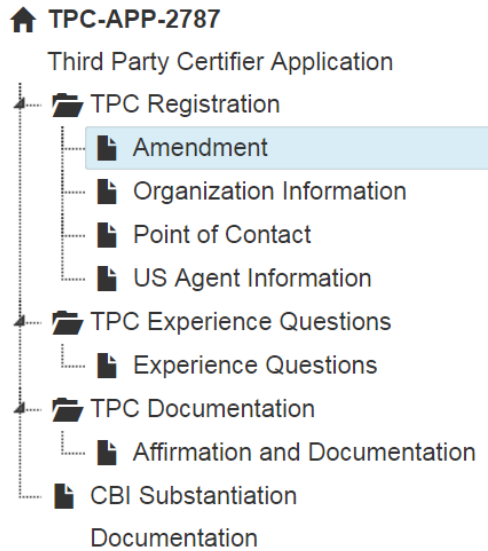 TPC-APP-2787
Third Party Certifier Application
TPC Registration
Amendment
Organization Information
Point of Contact
US Agent Information
TPC Experience Questions
Experience Questions
TPC Documentation
Affirmation and Documentation
CBI Substantiation
Documentation